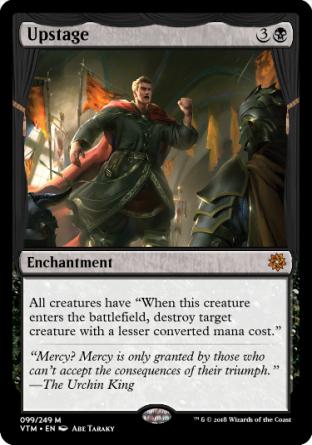 Upstage 3
Enchantment
All creatures have “When this creature
enters the battlefield, destroy target
creature with a lesser converted mana cost.”
“Mercy? Mercy is only granted by those who
can’t accept the consequences of their triumph.”
—The Urchin King
099/249 M
VTM • EN Abe Taraky
™ & © 2018 Wizards of the Coast